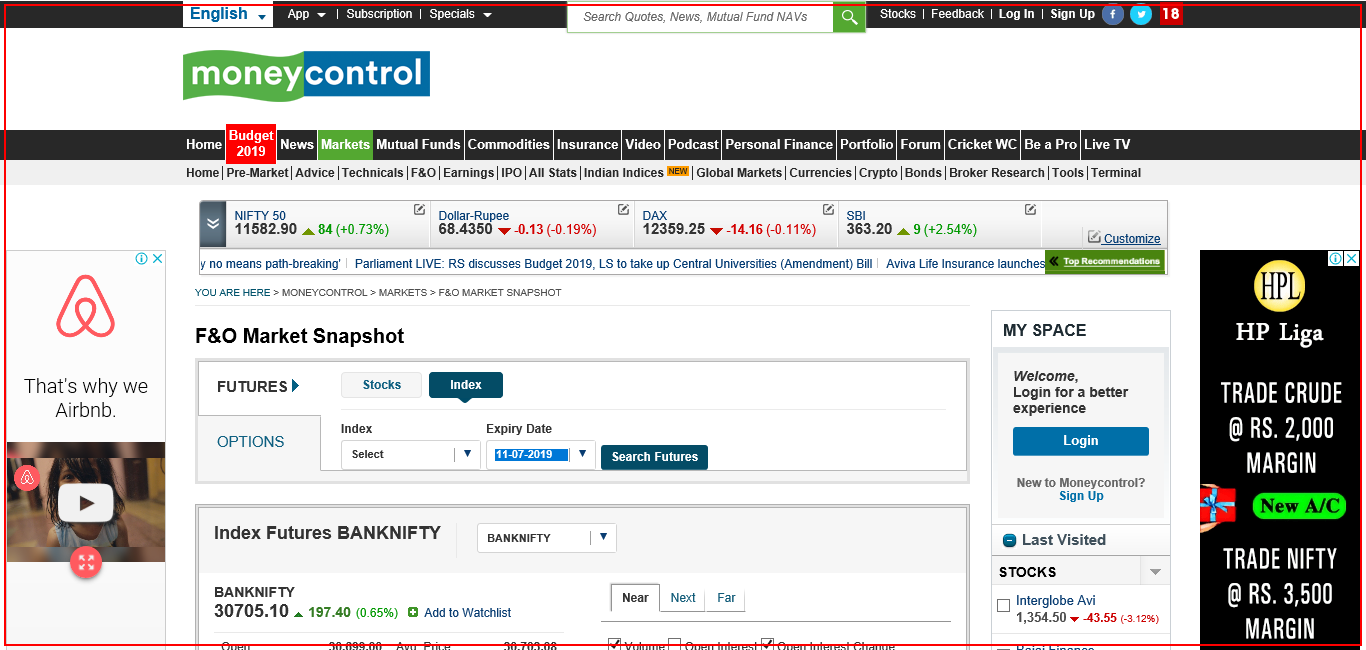 English App | Subscription | Specials Search Quotes, News, Mutual Fund NAVs Stocks | Feedback | Log In | Sign Up f 18
moneycontrol
Home Budget 2019 News Markets Mutual Funds Commodities Insurance Video Podcast Personal Finance Portfolio Forum Cricket WC Be a Pro Live TV
Home Pre-Market Advice Technicals F&O Earnings IPO All Stats Indian Indices NEW Global Markets Currencies Crypto Bonds Broker Research Tools Terminal
NIFTY 50
11582.90 84 (+0.73%)
Dollar-Rupee
68.4350 -0.13 (-0.19%)
DAX
12359.25 -14.16 (-0.11%)
SBI
363.20 9 (+2.54%)
Customize
y no means path-breaking' | Parliament LIVE: RS discusses Budget 2019, LS to take up Central Universities (Amendment) Bill | Aviva Life Insurance launches
Top Recommendations
YOU ARE HERE > MONEYCONTROL > MARKETS > F&O MARKET SNAPSHOT
F&O Market Snapshot
FUTURES
Stocks Index
OPTIONS
Index Expiry Date
Select 11-07-2019 Search Futures
Index Futures BANKNIFTY BANKNIFTY
BANKNIFTY
30705.10 197.40 (0.65%) Add to Watchlist
Near Next Far
Open 30,699.00 Avg. Price 30,703.08
Volume Open Interest Open Interest Change
MY SPACE
Welcome,
Login for a better
experience
Login
New to Moneycontrol?
Sign Up
Last Visited
STOCKS
Interglobe Avi
1,354.50 -43.55 (-3.12%)
Bajaj Finance
That's why we
Airbnb.
HPL
HP Liga
TRADE CRUDE
@ RS. 2,000
MARGIN
New A/C
TRADE NIFTY
@ RS. 3,500
MARGIN